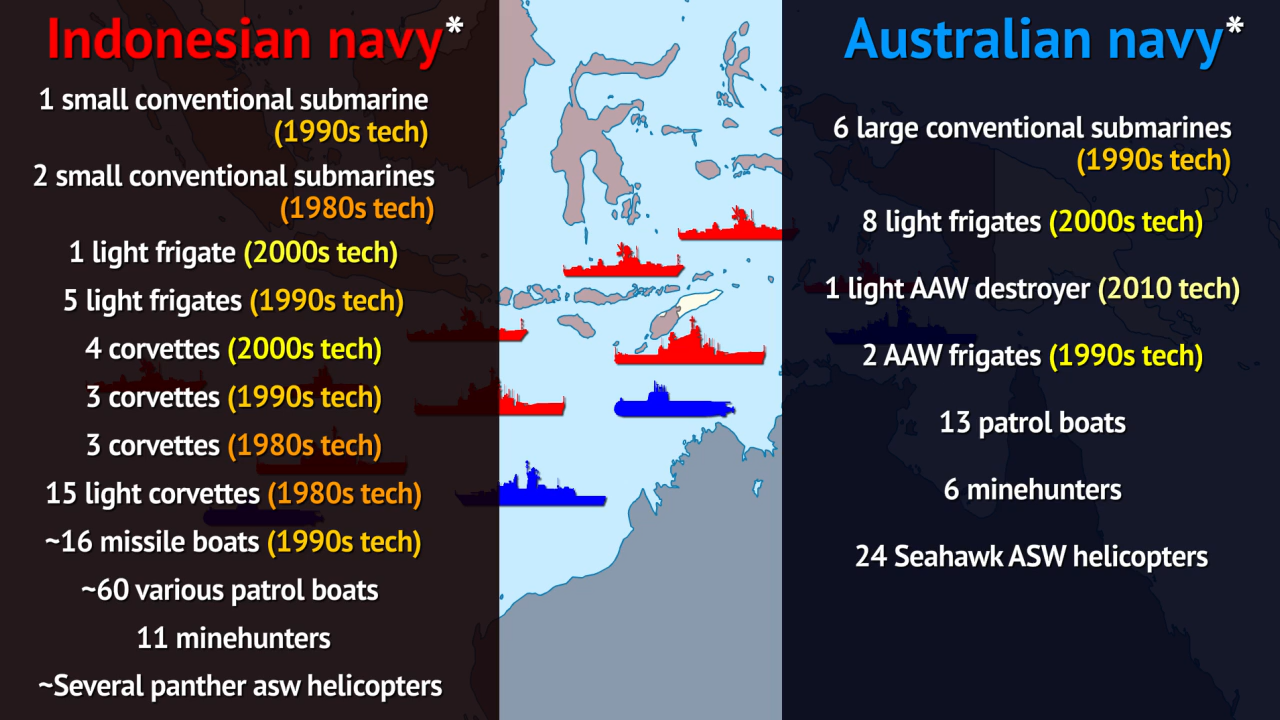 Indonesian navy*
1 small conventional submarine
(1990s tech)
2 small conventional submarines
(1980s tech)
1 light frigate (2000s tech)
5 light frigates (1990s tech)
4 corvettes (2000s tech)
3 corvettes (1990s tech)
3 corvettes (1980s tech)
15 light corvettes (1980s tech)
~16 missile boats (1990s tech)
~60 various patrol boats
11 minehunters
~Several panther asw helicopters
Australian navy*
6 large conventional submarines
(1990s tech)
8 light frigates (2000s tech)
1 light AAW destroyer (2010 tech)
2 AAW frigates (1990s tech)
13 patrol boats
6 minehunters
24 Seahawk ASW helicopters